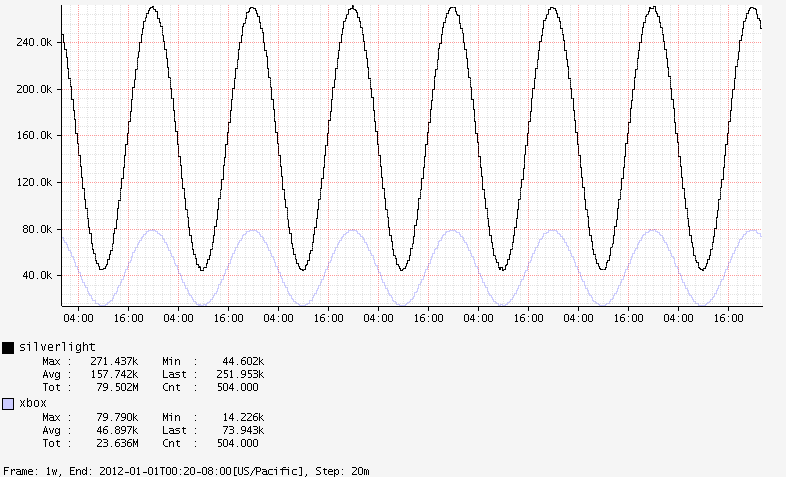 240.0k
200.0k
160.0k
120.0k
80.0k
40.0k
04:00 16:00 04:00 16:00 04:00 16:00 04:00 16:00 04:00 16:00 04:00 16:00 04:00 16:00
silverlight
Max : 271.437k Min : 44.602k
Avg : 157.742k Last : 251.953k
Tot : 79.502M Cnt : 504.000
xbox
Max : 79.790k Min : 14.226k
Avg : 46.897k Last : 73.943k
Tot : 23.636M Cnt : 504.000
Frame: 1w, End: 2012-01-01T00:20-08:00[US/Pacific], Step: 20m